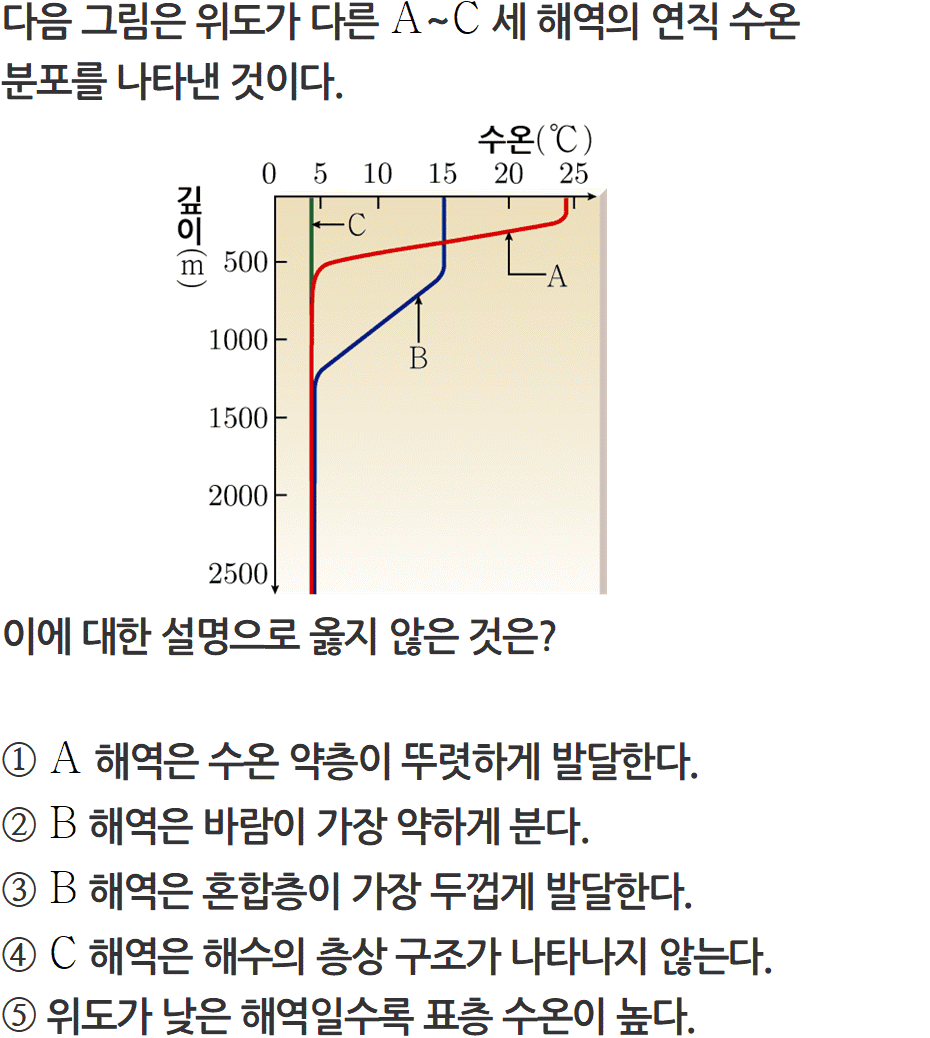 다음 그림은 위도가 다른 A~C 세 해역의 연직 수온
분포를 나타낸 것이다.
수온(℃)
0 5 10 15 20 25
깊이(m)
C
500
A
1000
B
1500
2000
2500
이에 대한 설명으로 옳지 않은 것은?
① A 해역은 수온 약층이 뚜렷하게 발달한다.
② B 해역은 바람이 가장 약하게 분다.
③ B 해역은 혼합층이 가장 두껍게 발달한다.
④ C 해역은 해수의 층상 구조가 나타나지 않는다.
⑤ 위도가 낮은 해역일수록 표층 수온이 높다.